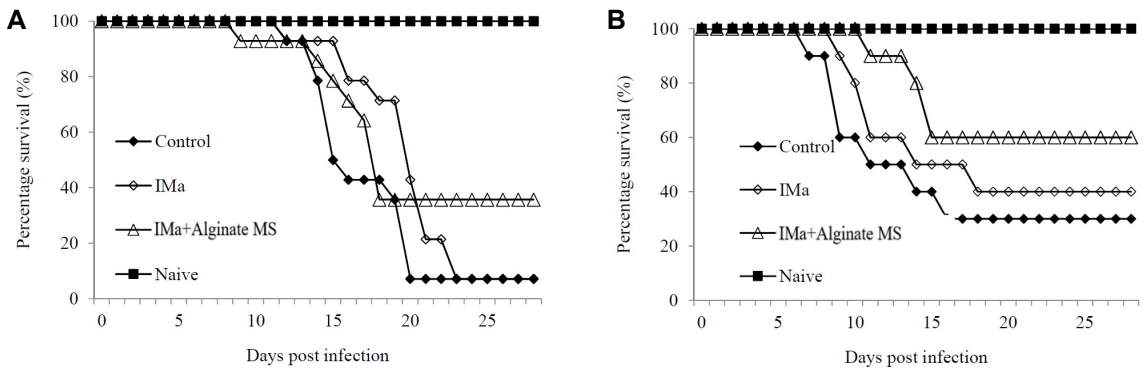 A
Percentage survival (%)
100
80
60
40
20
0
Control
IMa
IMa+Alginate MS
Naive
0 5 10 15 20 25
Days post infection
B
Percentage survival (%)
100
80
60
40
20
0
Control
IMa
IMa+Alginate MS
Naive
0 5 10 15 20 25
Days post infection